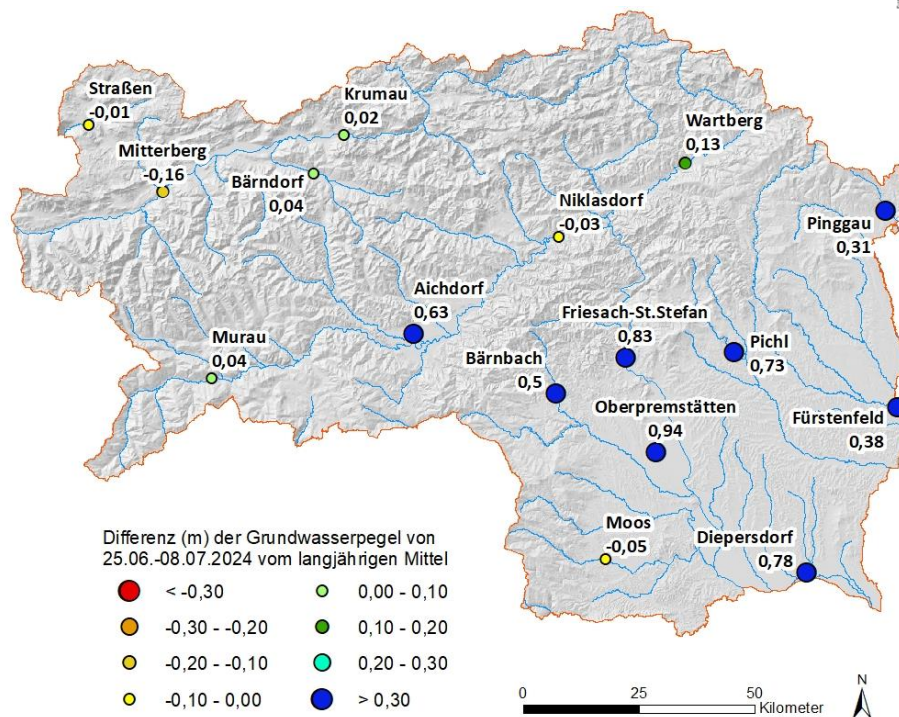 Straßen
-0,01
Krumau
0,02
Wartberg
0,13
Mitterberg
-0,16
Bärndorf
0,04
Niklasdorf
-0,03
Pinggau
0,31
Aichdorf
0,63
Friesach-St.Stefan
0,83
Murau
0,04
Pichl
0,73
Bärnbach
0,5
Oberpremstätten
0,94
Fürstenfeld
0,38
Moos
-0,05
Diepersdorf
0,78
Differenz (m) der Grundwasserpegel von
25.06.-08.07.2024 vom langjährigen Mittel
< -0,30
-0,30 - -0,20
-0,20 - -0,10
-0,10 - 0,00
0,00 - 0,10
0,10 - 0,20
0,20 - 0,30
> 0,30
0 25 50
Kilometer
N